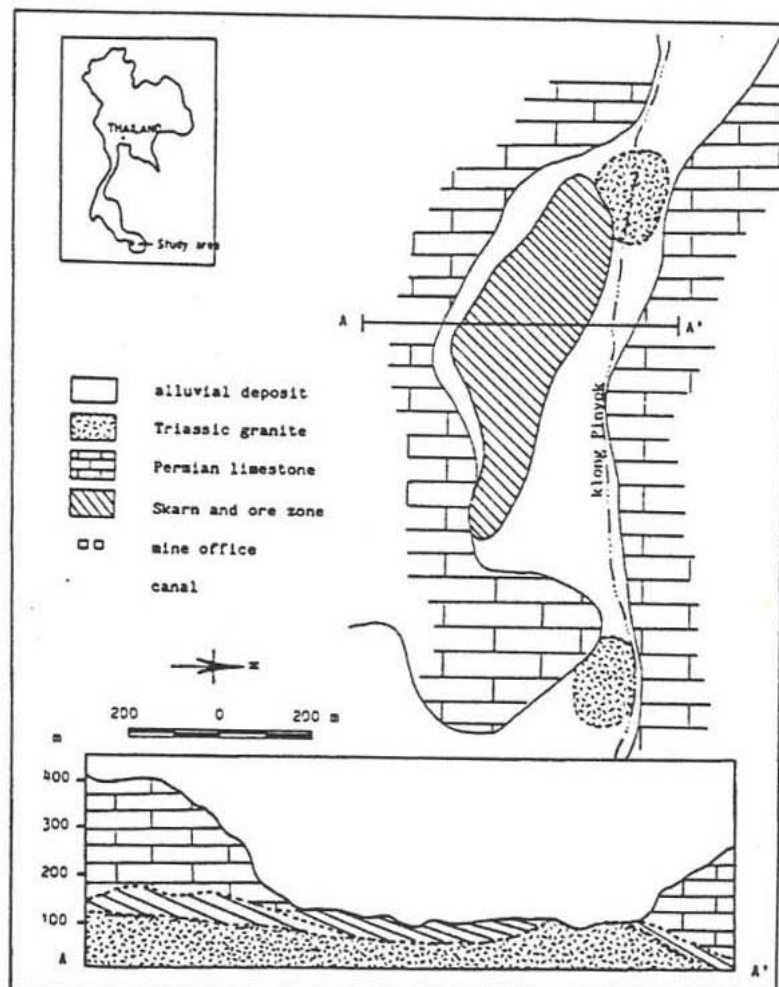 THAILAND
Study area
A
A'
klong Pinyok
alluvial deposit
Triassic granite
Permian limestone
Skarn and ore zone
mine office
canal
N
200 0 200 m
m
400
300
200
100
A
A'